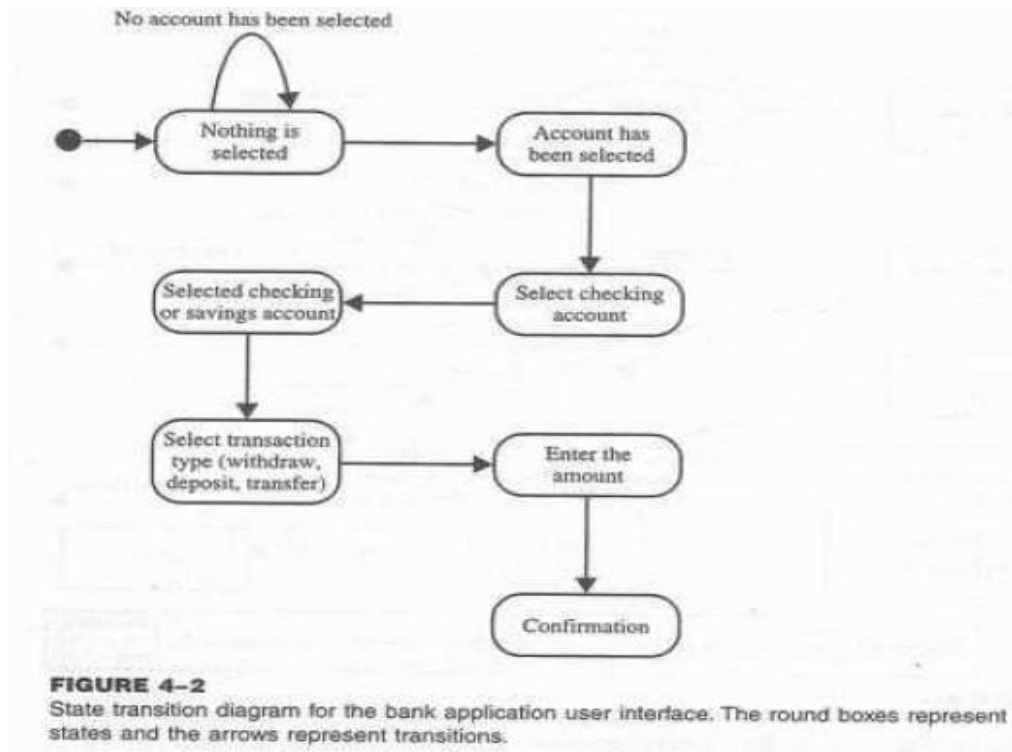 No account has been selected
Nothing is
selected
Account has
been selected
Selected checking
or savings account
Select checking
account
Select transaction
type (withdraw,
deposit, transfer)
Enter the
amount
Confirmation
FIGURE 4–2
State transition diagram for the bank application user interface. The round boxes represent
states and the arrows represent transitions.